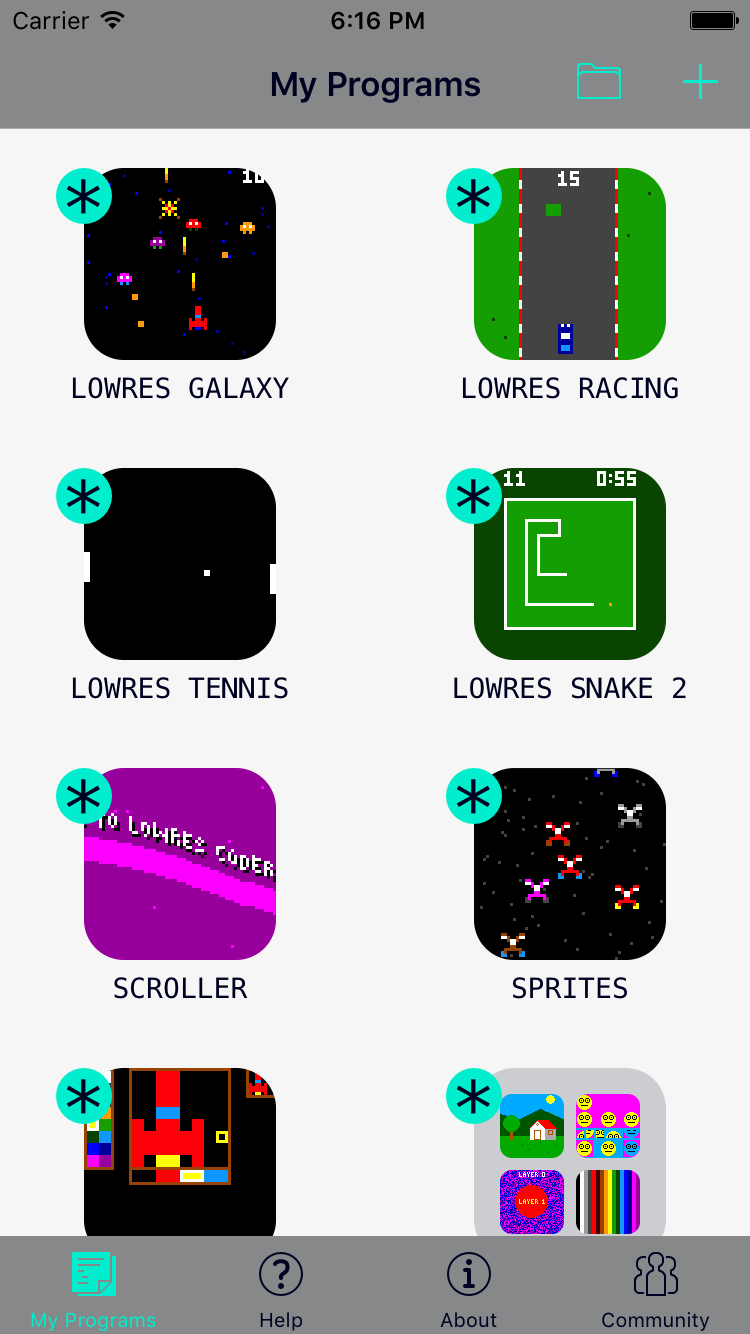 Carrier 6:16 PM
My Programs
15
LOWRES GALAXY LOWRES RACING
11 0:55
LOWRES TENNIS LOWRES SNAKE 2
TO LOWRES CODER
SCROLLER SPRITES
LAYER 0
LAYER 1
My Programs Help About Community